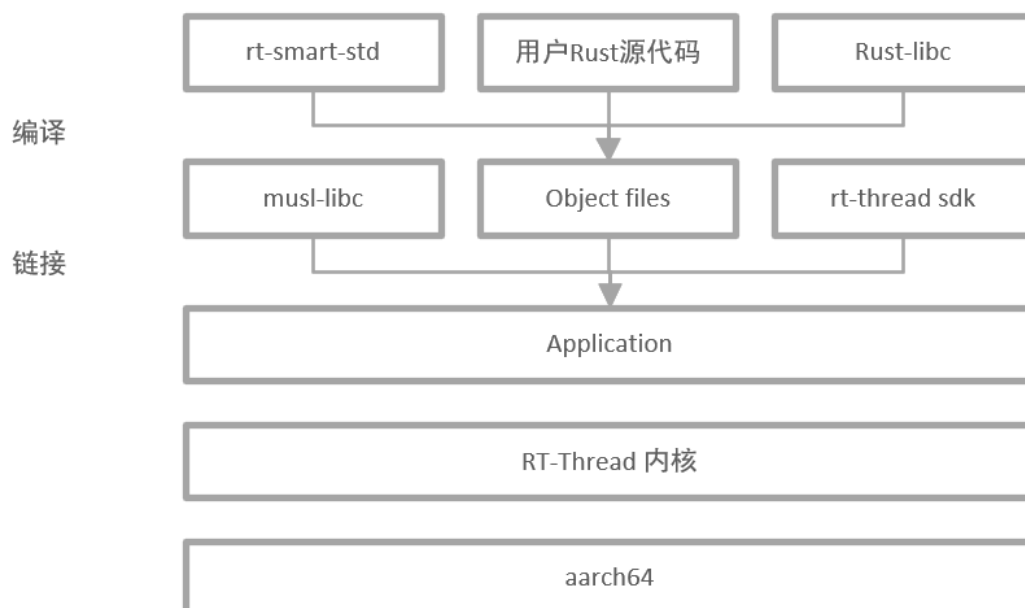 rt-smart-std
用户Rust源代码
Rust-libc
编译
musl-libc
Object files
rt-thread sdk
链接
Application
RT-Thread 内核
aarch64